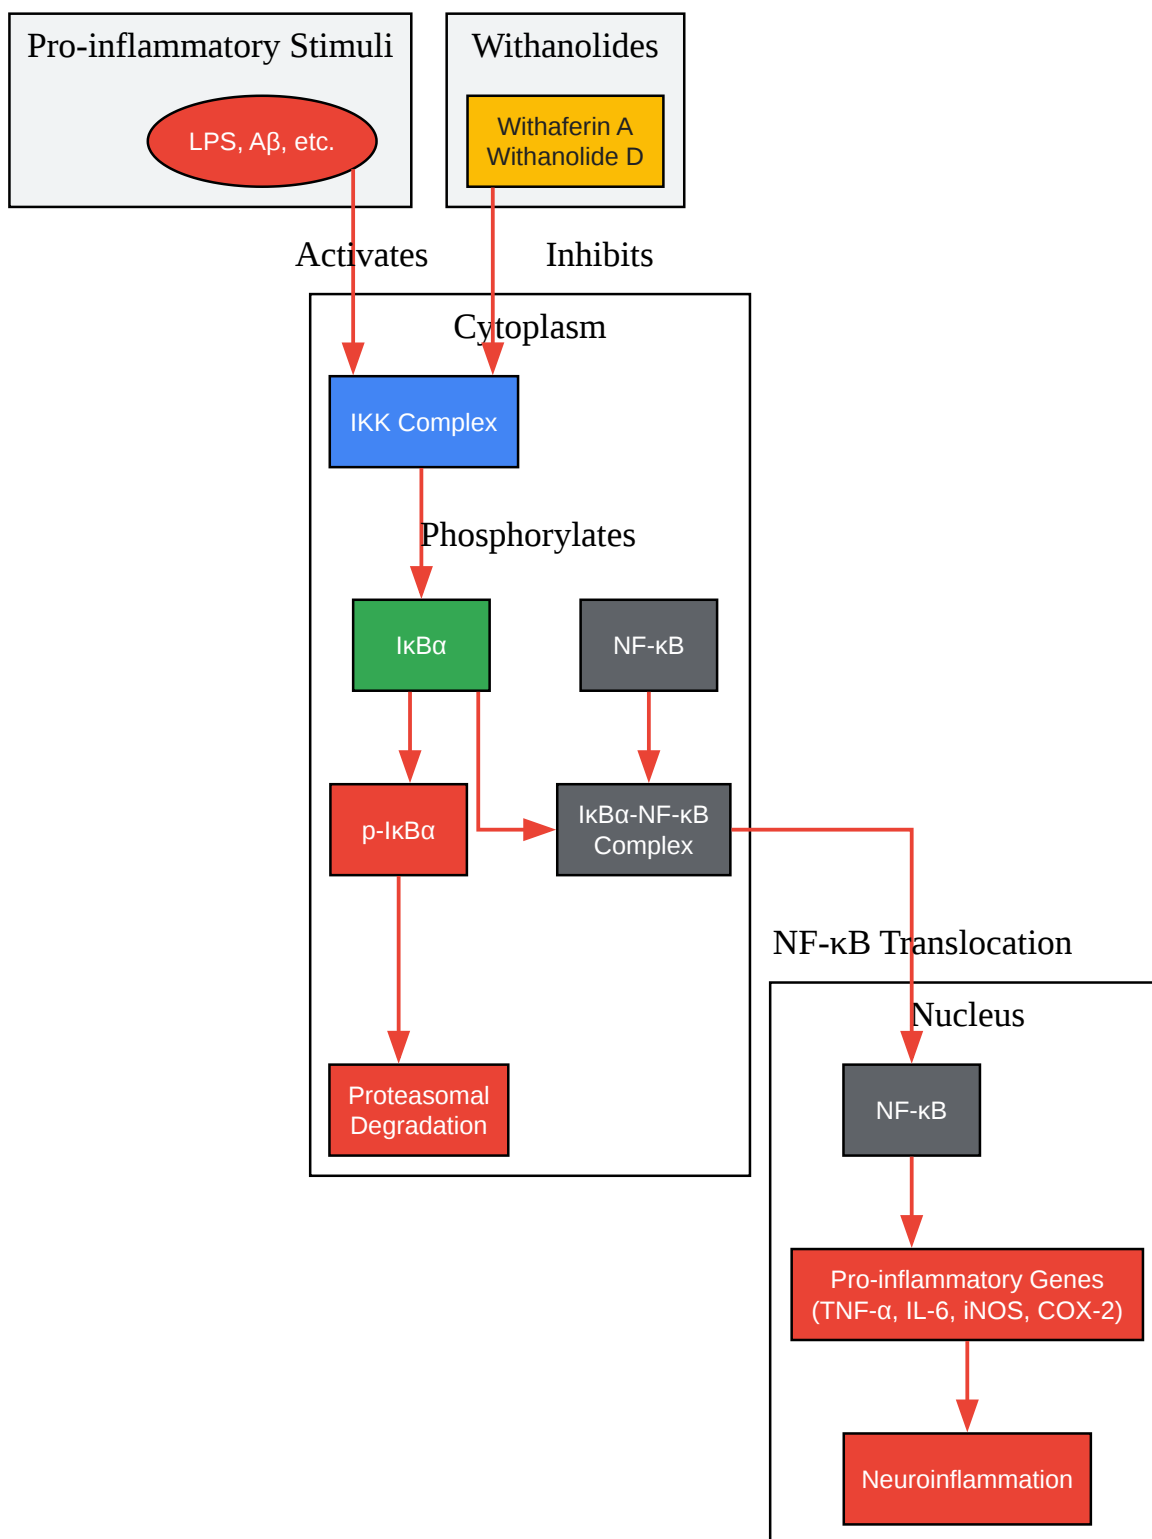 Pro-inflammatory Stimuli
Withanolides
LPS, Aβ, etc.
Withaferin A
Withanolide D
Activates
Inhibits
Cytoplasm
IKK Complex
Phosphorylates
IκBα
NF-κB
p-IκBα
IκBα-NF-κB
Complex
NF-κB Translocation
Nucleus
Proteasomal
Degradation
NF-κB
Pro-inflammatory Genes
(TNF-α, IL-6, iNOS, COX-2)
Neuroinflammation